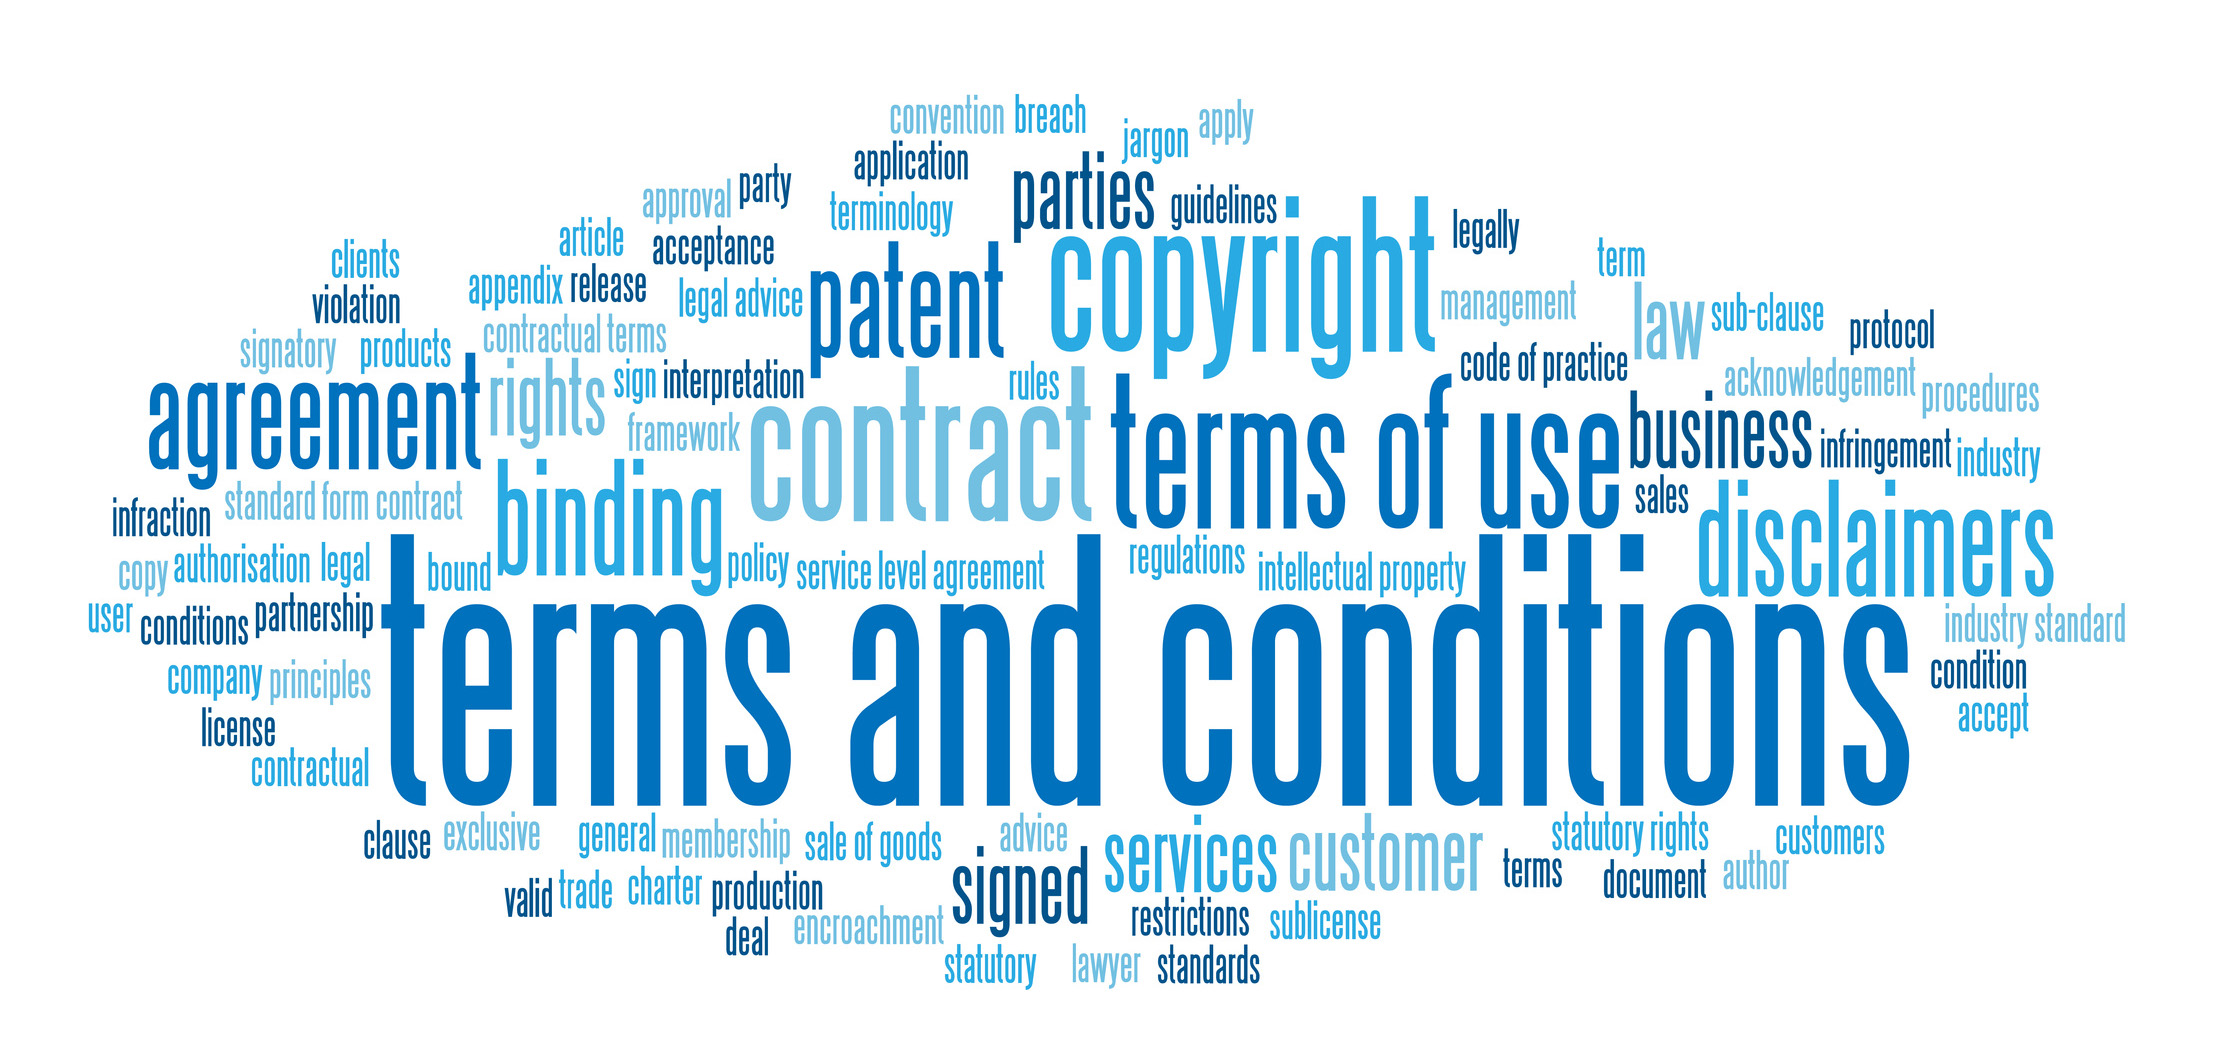 convention breach
jargon apply
application
parties
approval party
terminology
guidelines
copyright
legally
article
acceptance
clients
term
appendix release
legal advice
patent
management
law
sub-clause
violation
protocol
contractual terms
signatory products
code of practice
agreement
rights
sign interpretation
rules
acknowledgement
procedures
framework
contract
terms of use
business
infringement
industry
binding
sales
infraction
standard form contract
disclaimers
copy authorisation legal
bound
policy service level agreement
regulations
intellectual property
user conditions partnership
terms and conditions
industry standard
company principles
condition
license
accept
contractual
clause exclusive
general membership sale of goods
advice
services customer
statutory rights
customers
terms
document
author
signed
valid trade charter production
deal
encroachment
restrictions sublicense
statutory lawyer standards